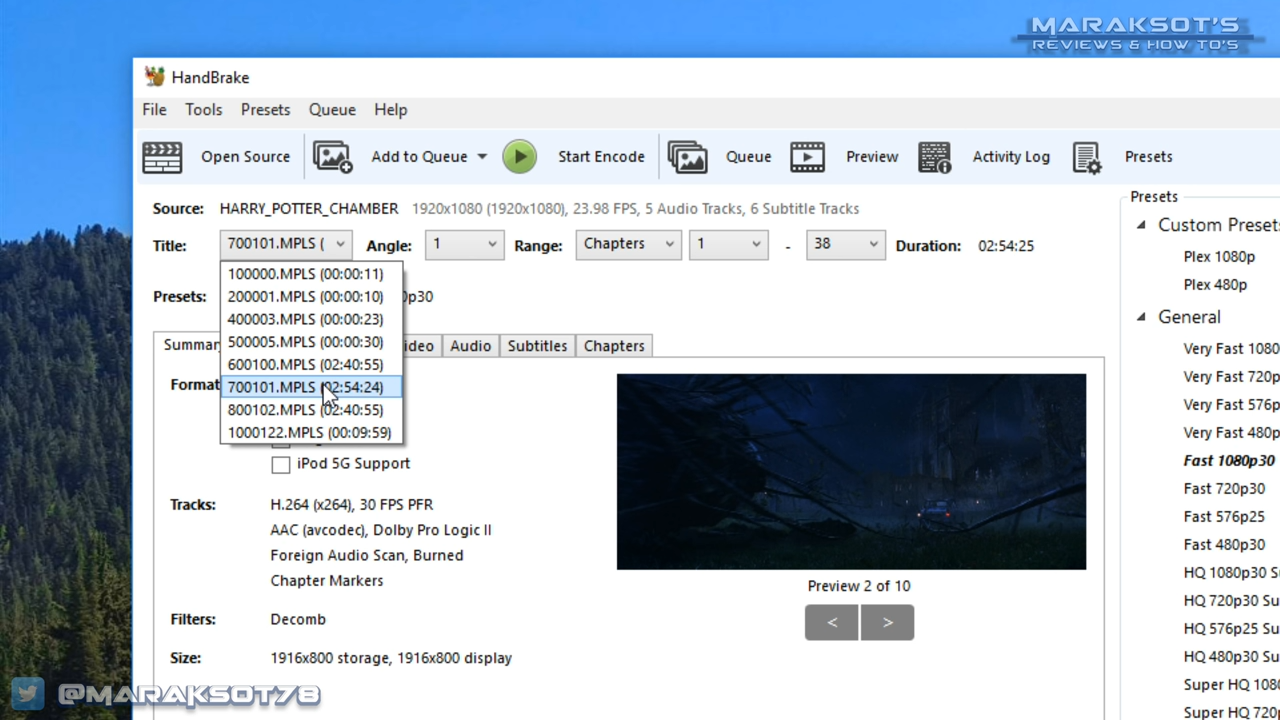 MARAKSOT'S
REVIEWS & HOW TO'S
HandBrake
File Tools Presets Queue Help
Open Source Add to Queue Start Encode Queue Preview Activity Log Presets
Source: HARRY_POTTER_CHAMBER 1920x1080 (1920x1080), 23.98 FPS, 5 Audio Tracks, 6 Subtitle Tracks
Title: 700101.MPLS ( Angle: 1 Range: Chapters 1 - 38 Duration: 02:54:25
100000.MPLS (00:00:11)
200001.MPLS (00:00:10)
400003.MPLS (00:00:23)
500005.MPLS (00:00:30)
600100.MPLS (02:40:55)
700101.MPLS (02:54:24)
800102.MPLS (02:40:55)
1000122.MPLS (00:09:59)
Presets: 0p30
Summar ideo Audio Subtitles Chapters
Format
iPod 5G Support
Tracks: H.264 (x264), 30 FPS PFR
AAC (avcodec), Dolby Pro Logic II
Foreign Audio Scan, Burned
Chapter Markers
Filters: Decomb
Size: 1916x800 storage, 1916x800 display
Preview 2 of 10
< >
Presets
Custom Presets
Plex 1080p
Plex 480p
General
Very Fast 1080
Very Fast 720p
Very Fast 576p
Very Fast 480p
Fast 1080p30
Fast 720p30
Fast 576p25
Fast 480p30
HQ 1080p30 Su
HQ 720p30 Su
HQ 576p25 Su
HQ 480p30 Su
Super HQ 1080
Super HQ 720p
@MARAKSOT78